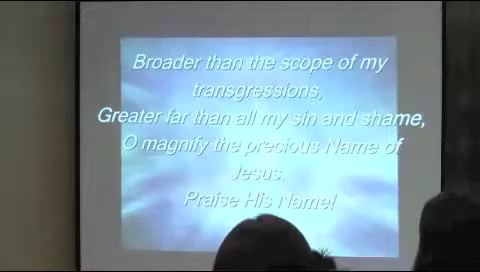 Broader than the scope of my
transgressions,
Greater far than all my sin and shame,
O magnify the precious Name of
Jesus.
Praise His Name!